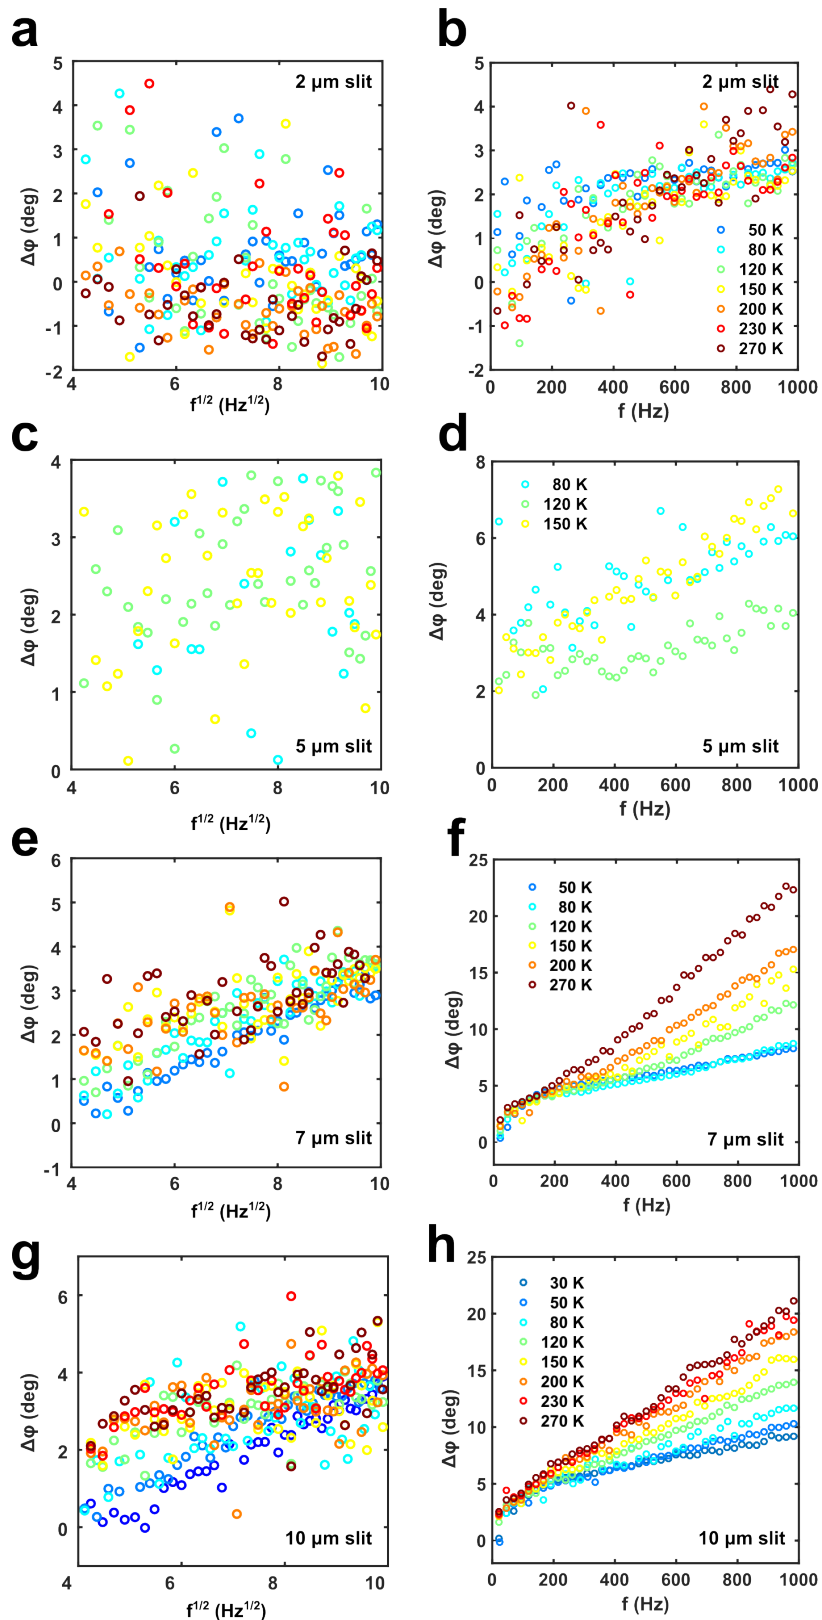 a
5
4
3
2
1
0
-1
-2
4
6
8
10
Δφ (deg)
f1/2 (Hz1/2)
2 μm slit
b
5
4
3
2
1
0
-1
-2
0
200
400
600
800
1000
Δφ (deg)
f (Hz)
2 μm slit
50 K
80 K
120 K
150 K
200 K
230 K
270 K
c
4
3
2
1
0
4
6
8
10
Δφ (deg)
f1/2 (Hz1/2)
5 μm slit
d
8
6
4
2
0
0
200
400
600
800
1000
Δφ (deg)
f (Hz)
80 K
120 K
150 K
5 μm slit
e
6
5
4
3
2
1
0
-1
4
6
8
10
Δφ (deg)
f1/2 (Hz1/2)
7 μm slit
f
25
20
15
10
5
0
0
200
400
600
800
1000
Δφ (deg)
f (Hz)
50 K
80 K
120 K
150 K
200 K
270 K
7 μm slit
g
6
4
2
0
4
6
8
10
Δφ (deg)
f1/2 (Hz1/2)
10 μm slit
h
25
20
15
10
5
0
0
200
400
600
800
1000
Δφ (deg)
f (Hz)
30 K
50 K
80 K
120 K
150 K
200 K
230 K
270 K
10 μm slit